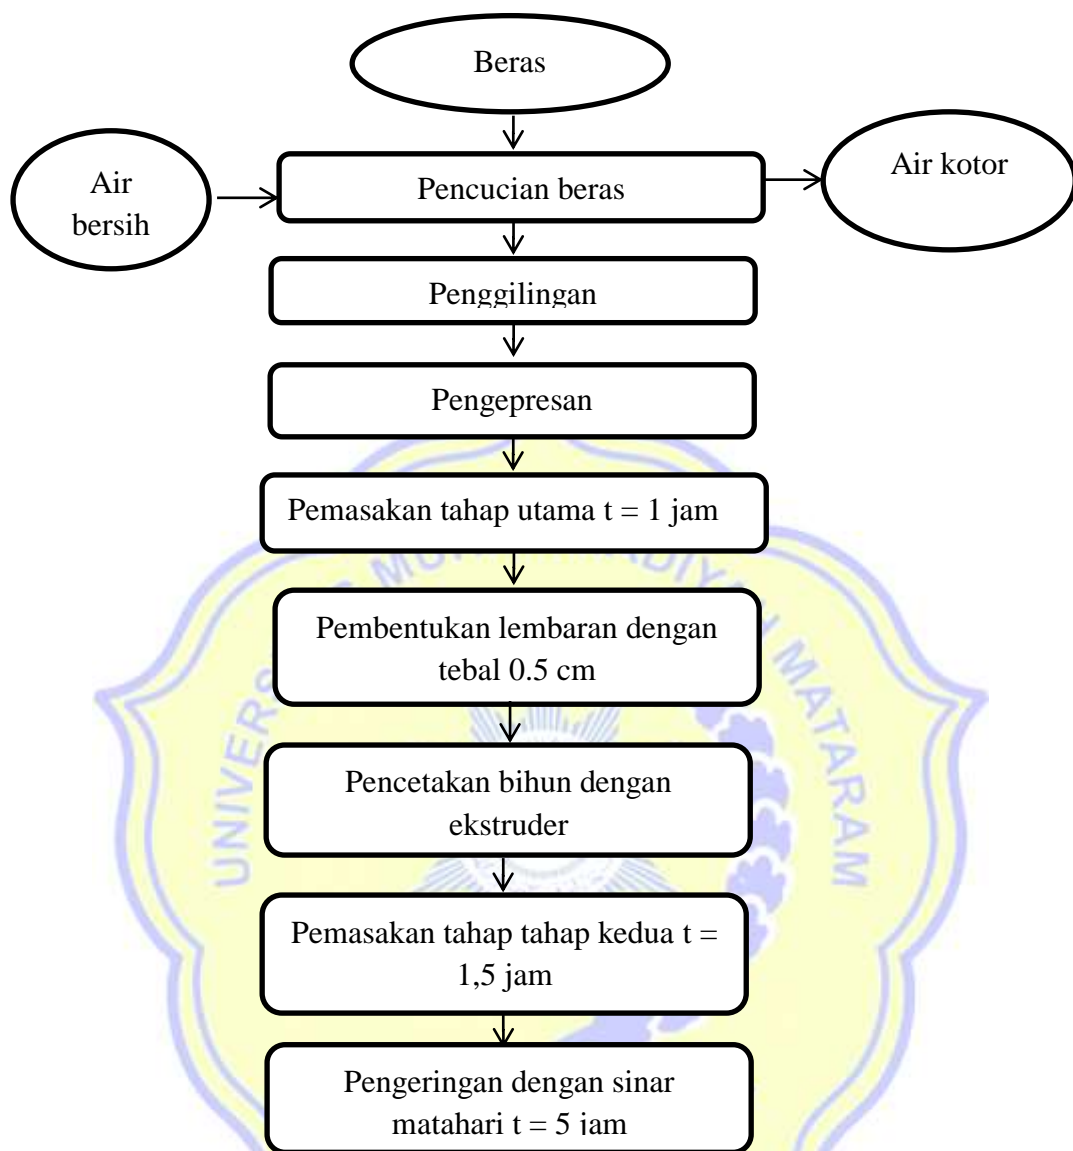 Beras
Air
bersih
Pencucian beras
Air kotor
Penggilingan
Pengepresan
Pemasakan tahap utama t = 1 jam
Pembentukan lembaran dengan
tebal 0.5 cm
Pencetakan bihun dengan
ekstruder
Pemasakan tahap tahap kedua t =
1,5 jam
Pengeringan dengan sinar
matahari t = 5 jam
MATARAM